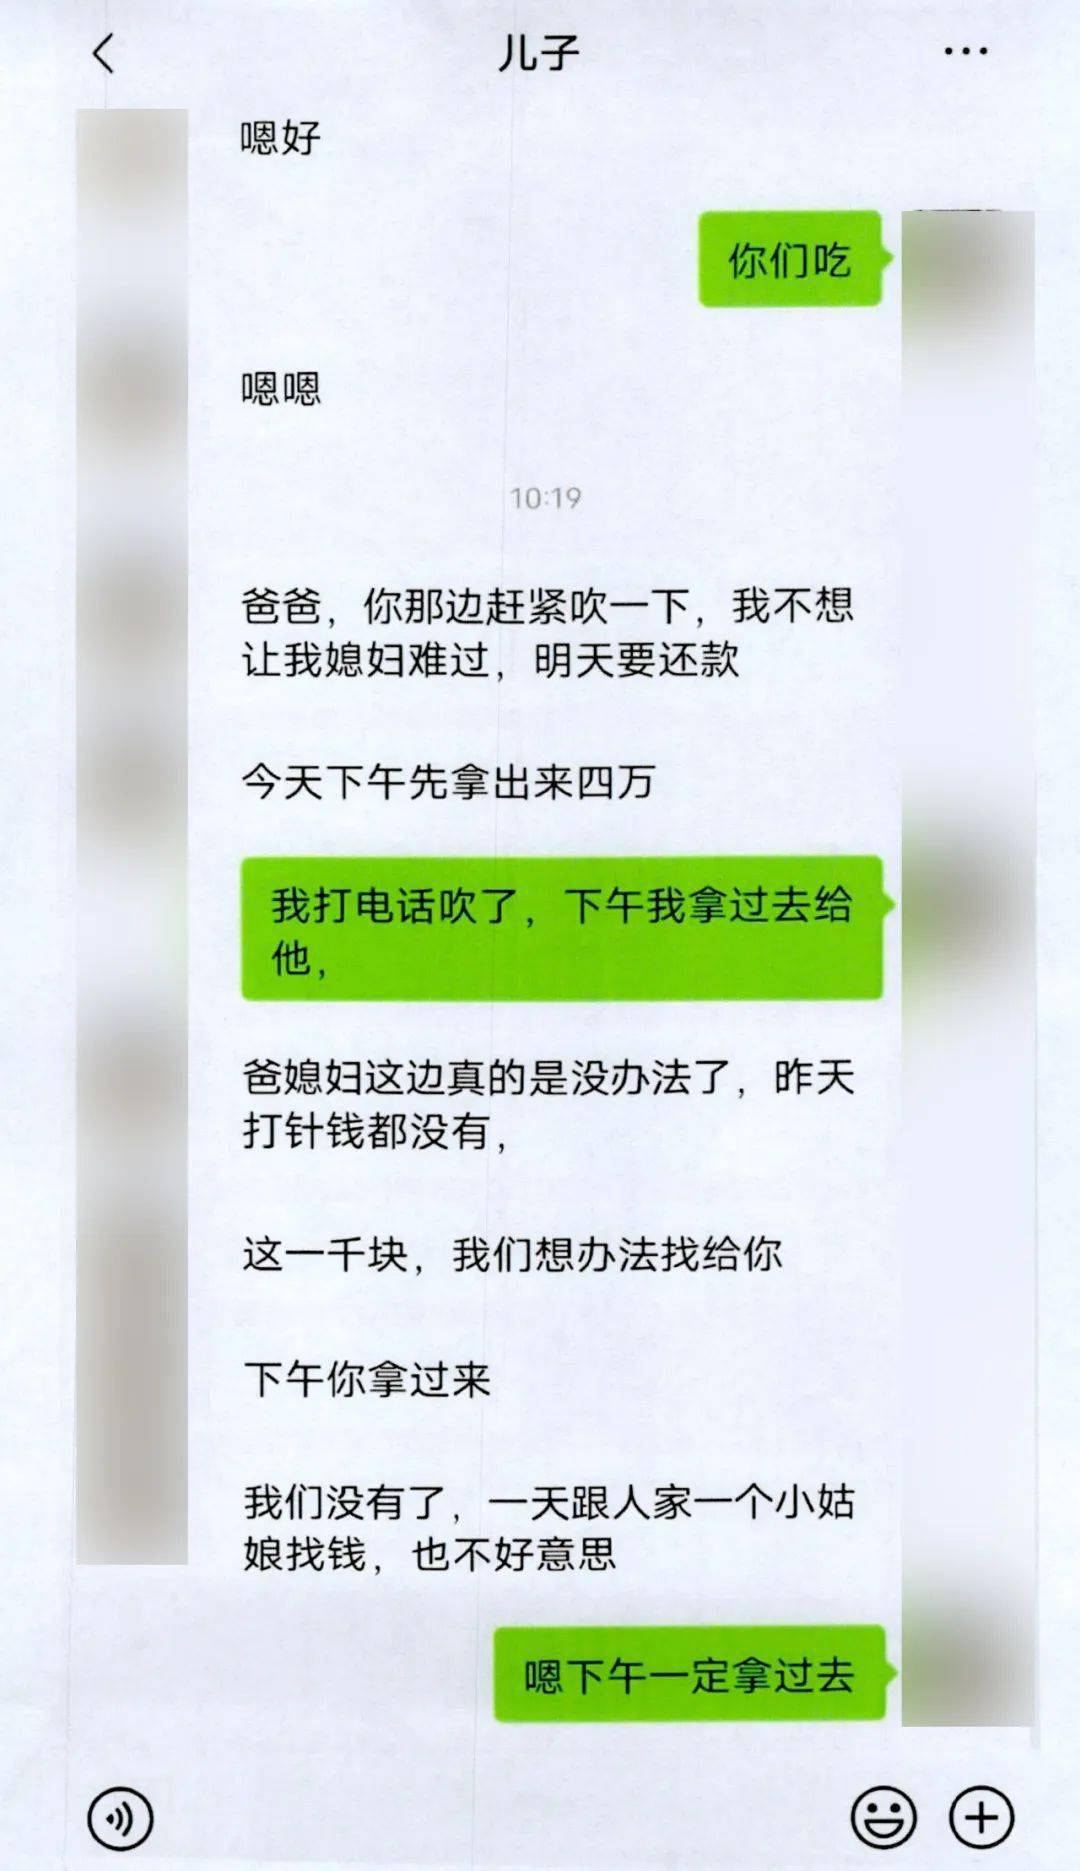 儿子
嗯好
你们吃
嗯嗯
10:19
爸爸，你那边赶紧吹一下，我不想
让我媳妇难过，明天要还款
今天下午先拿出来四万
我打电话吹了，下午我拿过去给
他，
爸媳妇这边真的是没办法了，昨天
打针钱都没有，
这一千块，我们想办法找给你
下午你拿过来
我们没有了，一天跟人家一个小姑
娘找钱，也不好意思
嗯下午一定拿过去